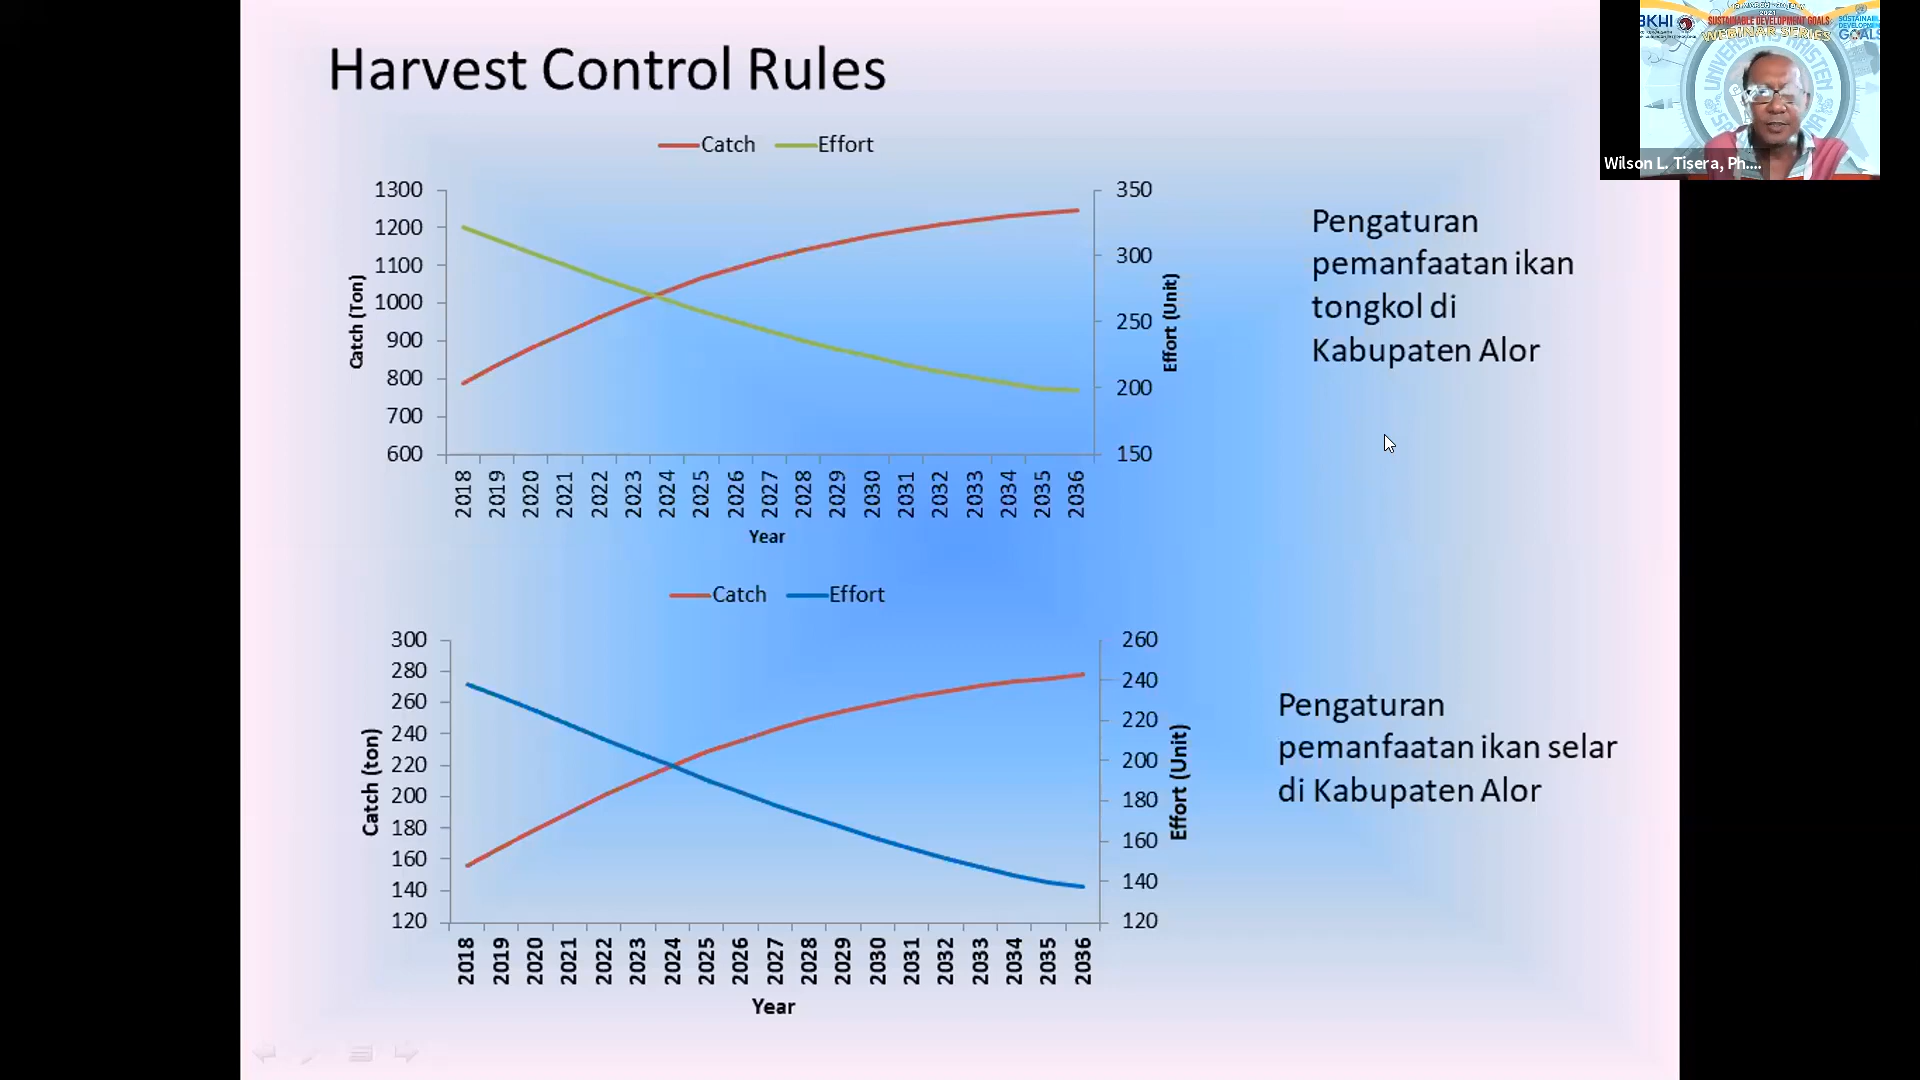 Harvest Control Rules
Catch Effort
1300
1200
1100
1000
900
800
700
600
Catch (Ton)
350
300
250
200
150
Effort (Unit)
2018 2019 2020 2021 2022 2023 2024 2025 2026 2027 2028 2029 2030 2031 2032 2033 2034 2035 2036
Year
Pengaturan
pemanfaatan ikan
tongkol di
Kabupaten Alor
Catch Effort
300
280
260
240
220
200
180
160
140
120
Catch (ton)
260
240
220
200
180
160
140
120
Effort (Unit)
2018 2019 2020 2021 2022 2023 2024 2025 2026 2027 2028 2029 2030 2031 2032 2033 2034 2035 2036
Year
Pengaturan
pemanfaatan ikan selar
di Kabupaten Alor
BKHI
SUSTAINABLE DEVELOPMENT GOALS
WEBINAR SERIES
GOALS
UNIVERSITAS KRISTEN
Wilson L. Tisera, Ph....